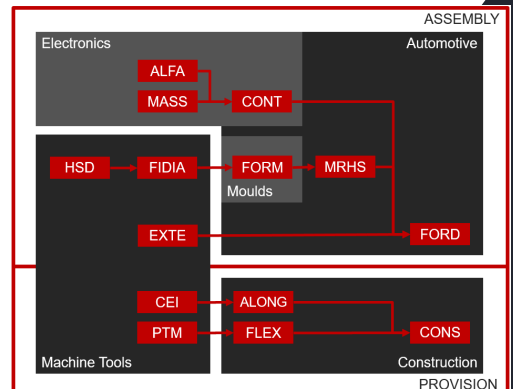 ASSEMBLY
Electronics
Automotive
ALFA
MASS
CONT
HSD
FIDIA
FORM
MRHS
Moulds
EXTE
FORD
CEI
ALONG
PTM
FLEX
CONS
Machine Tools
Construction
PROVISION